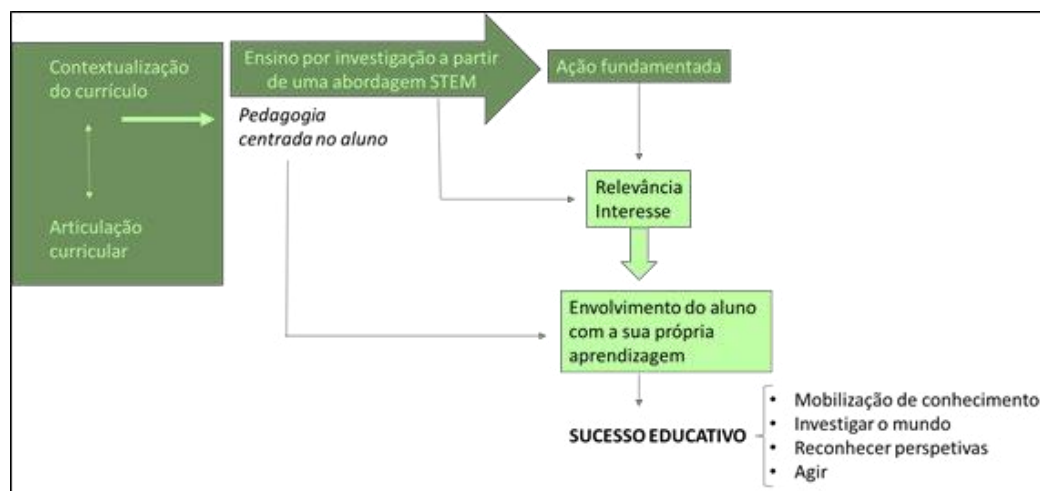 Contextualização
do currículo
Articulação
curricular
Ensino por investigação a partir
de uma abordagem STEM
Pedagogia
centrada no aluno
Ação fundamentada
Relevância
Interesse
Envolvimento do aluno
com a sua própria
aprendizagem
SUCESSO EDUCATIVO
• Mobilização de conhecimento
• Investigar o mundo
• Reconhecer perspetivas
• Agir